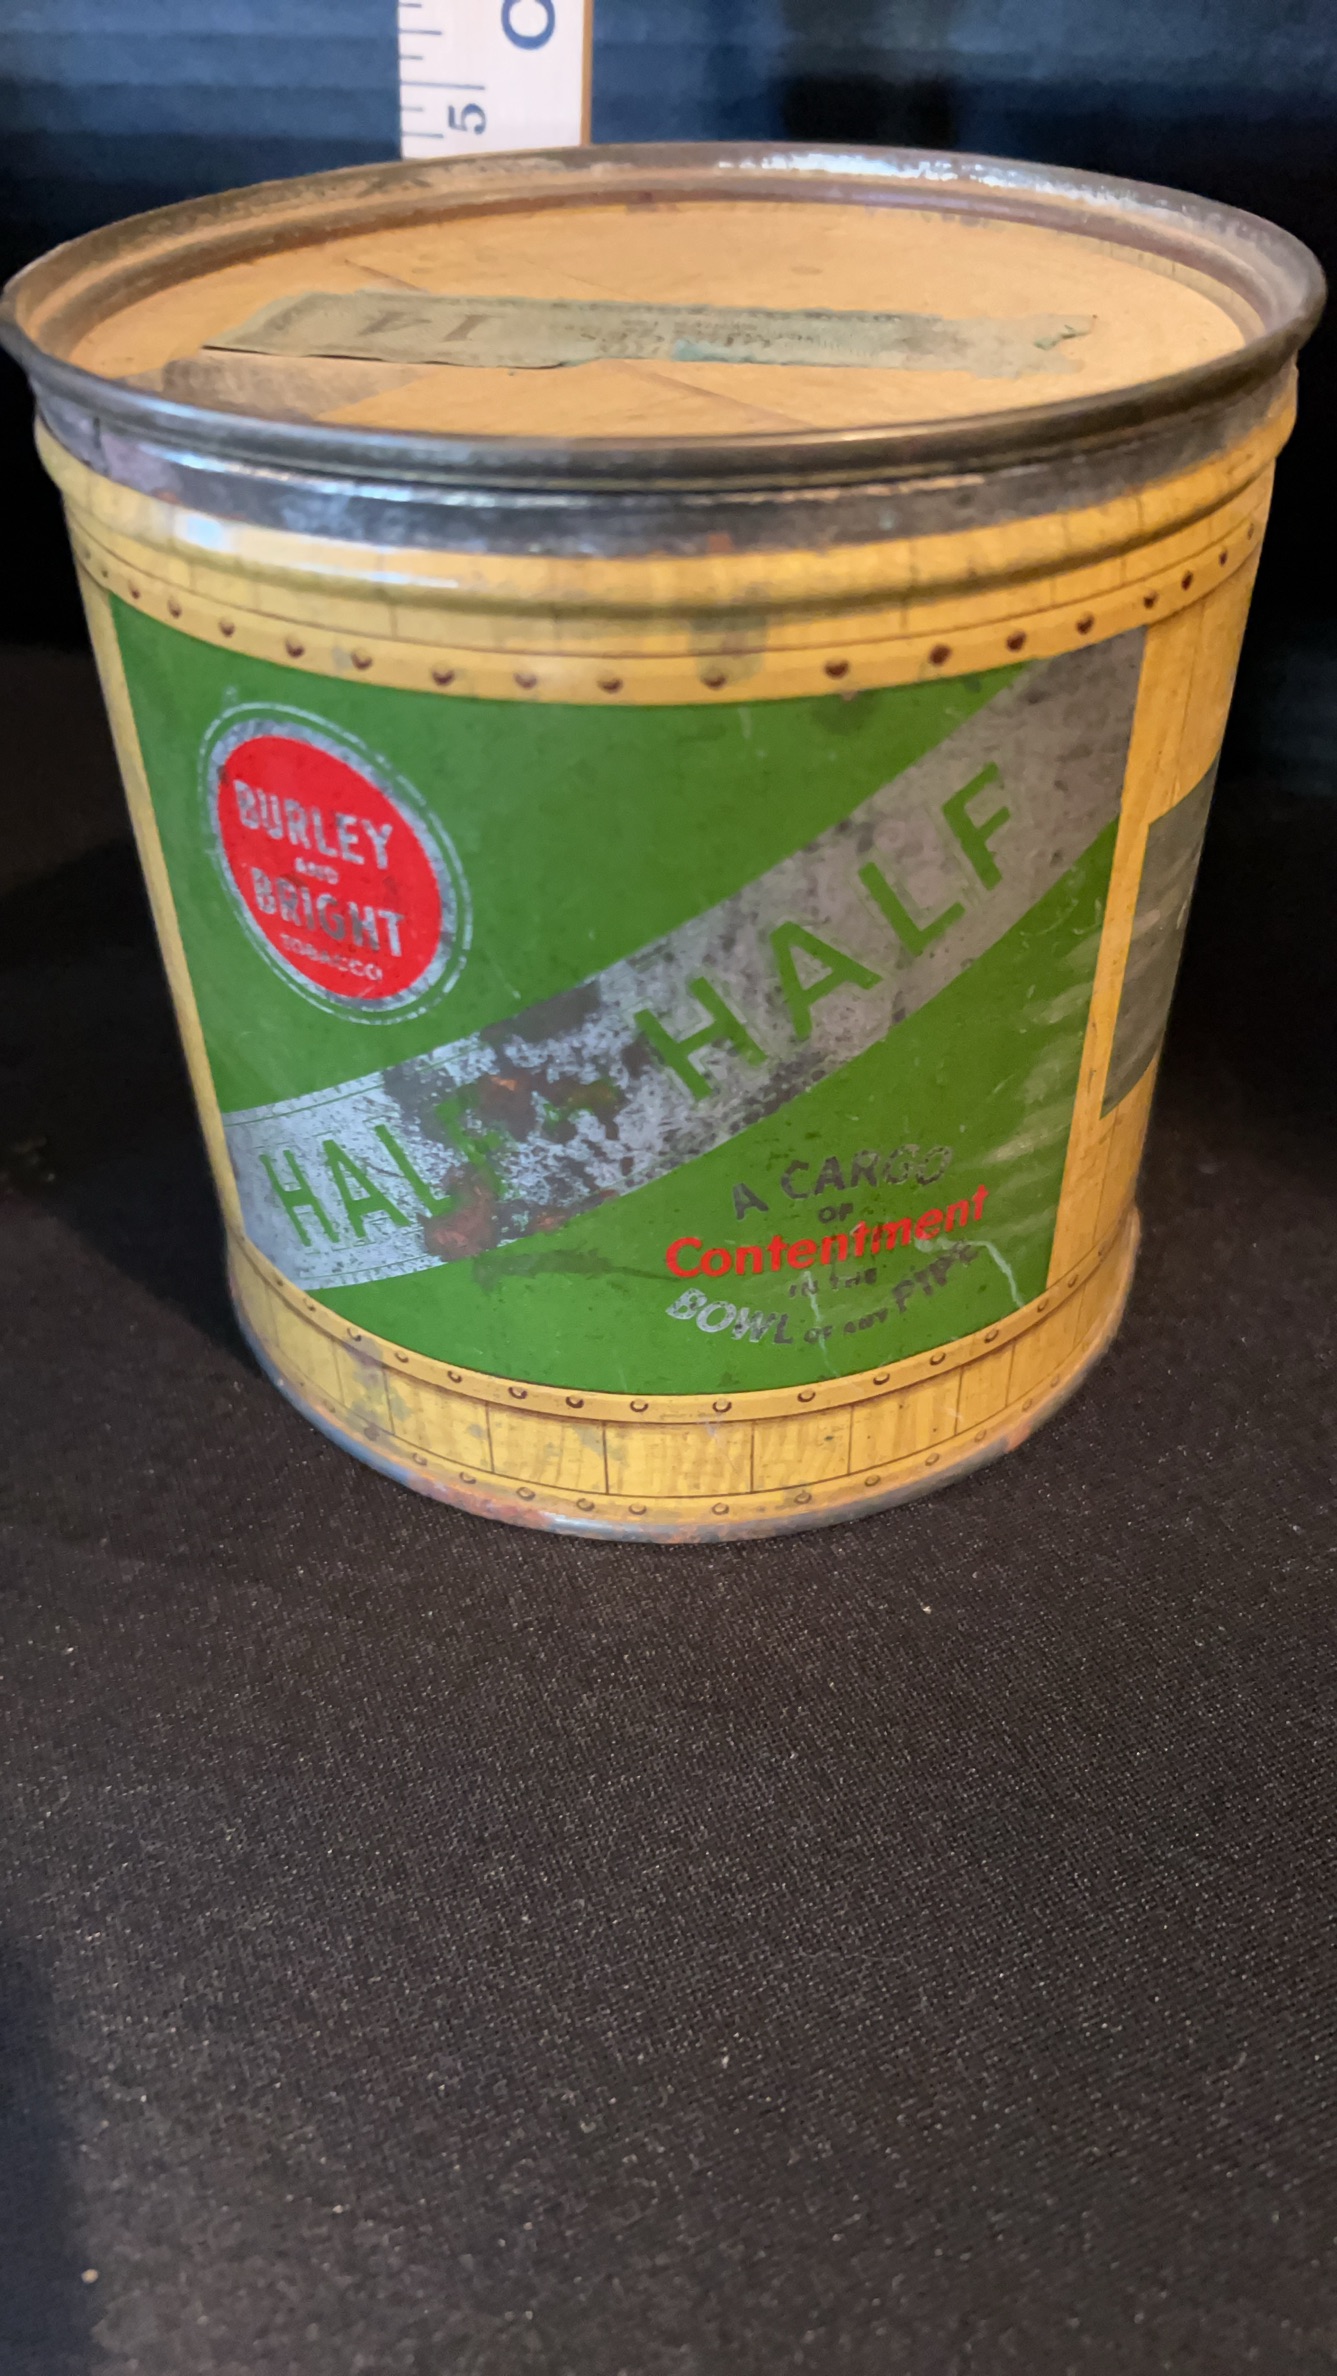 5
14
BURLEY
AND
BRIGHT
TOBACCO
HALF HALF
A CARGO
OF
Contentment
IN THE
BOWL OF ANY PIPE